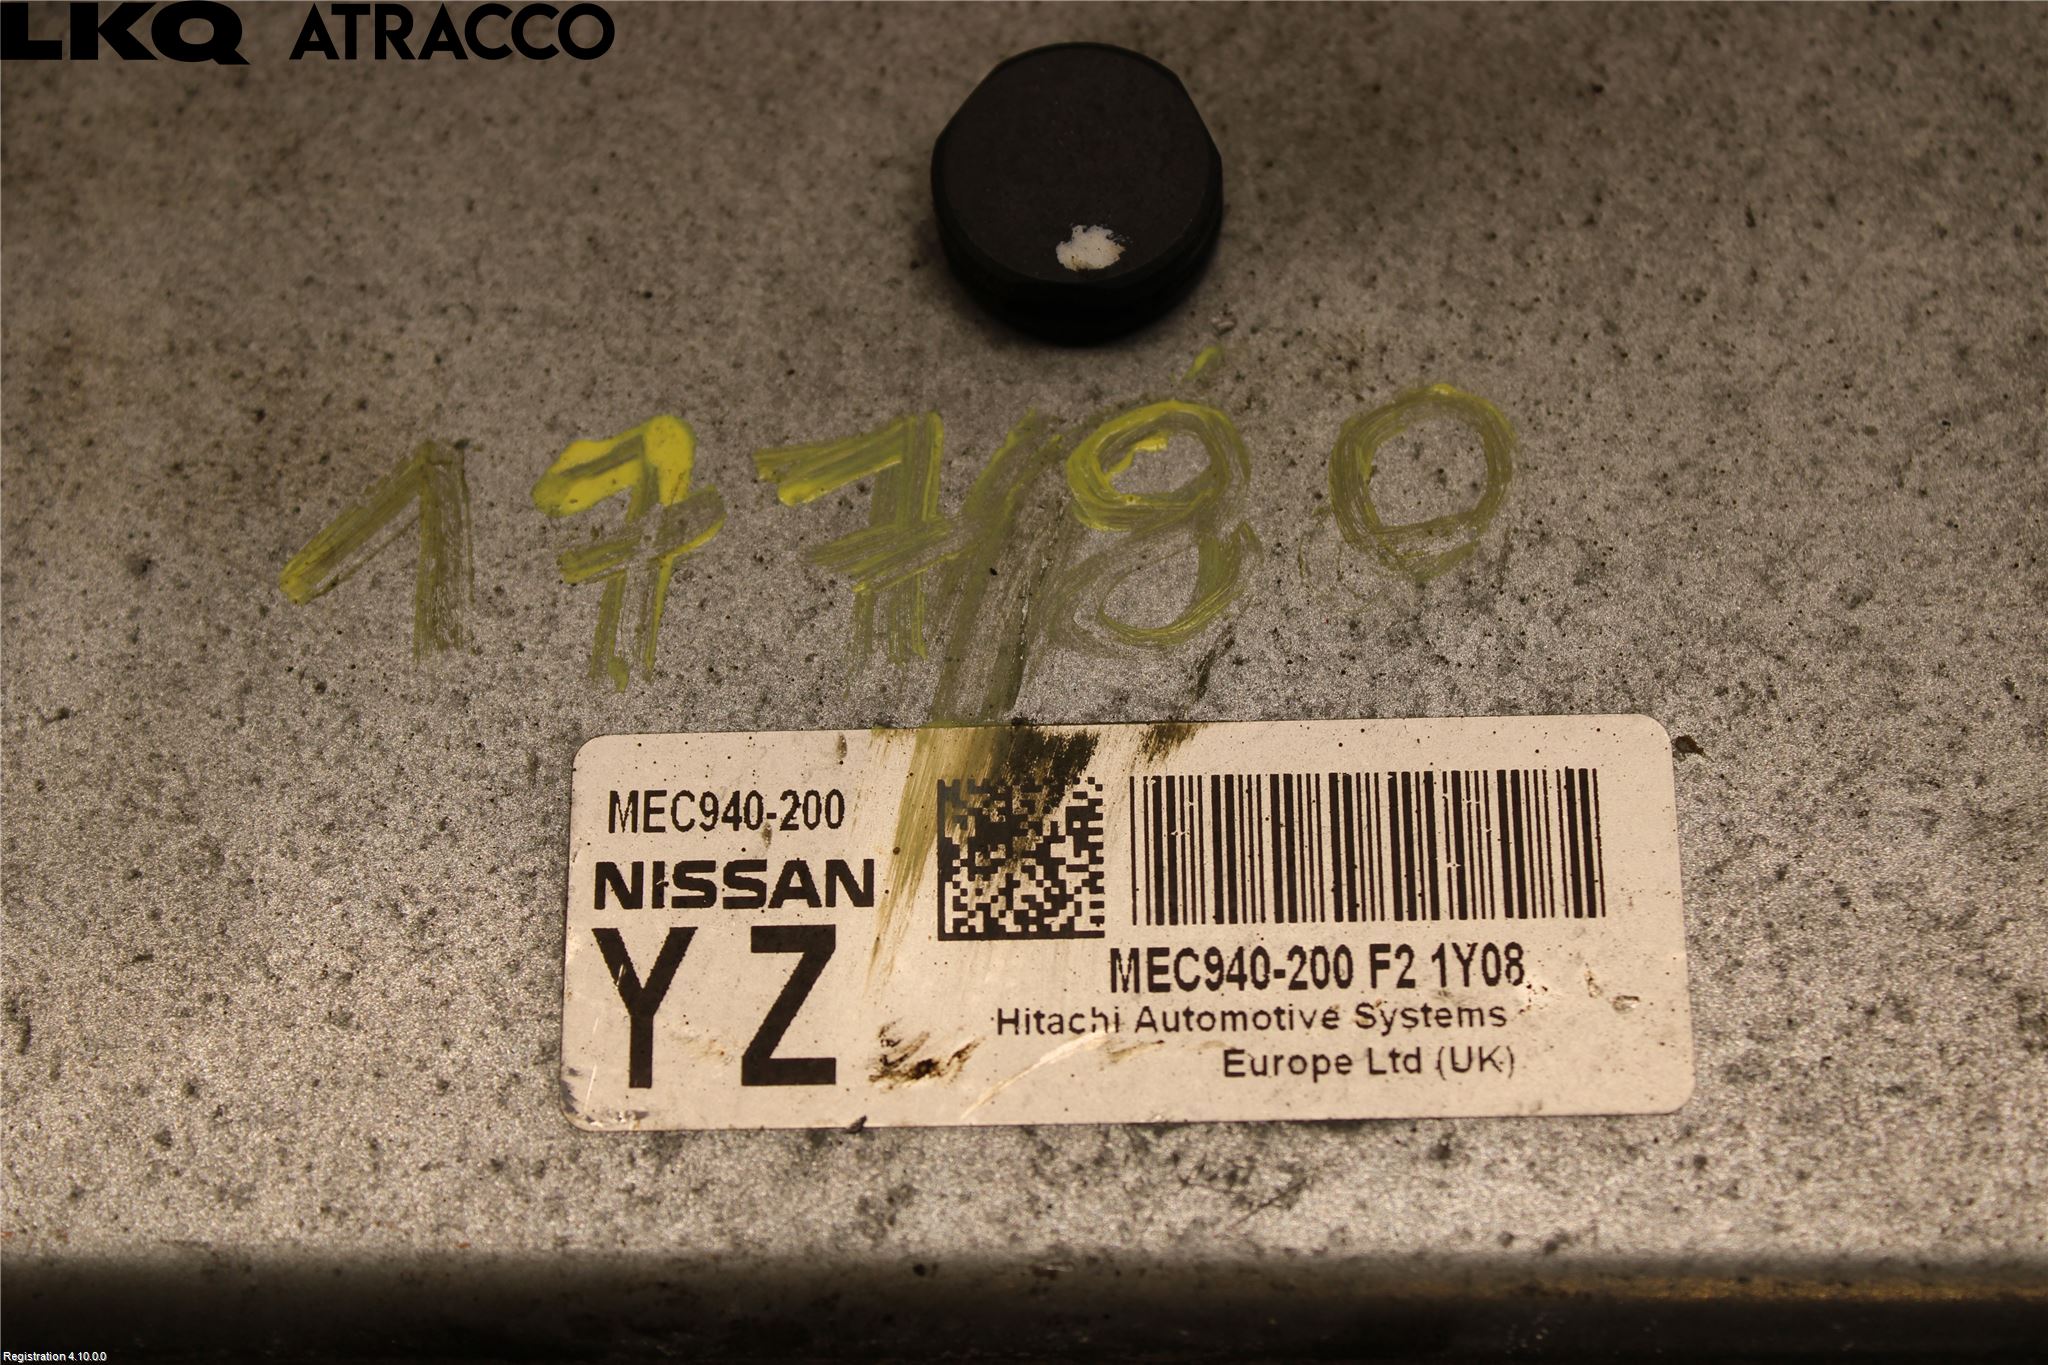 LKQ ATRACCO
17780
MEC940-200
NISSAN
YZ
MEC940-200 F2 1Y08
Hitachi Automotive Systems
Europe Ltd (UK)
Registration 4.10.0.0